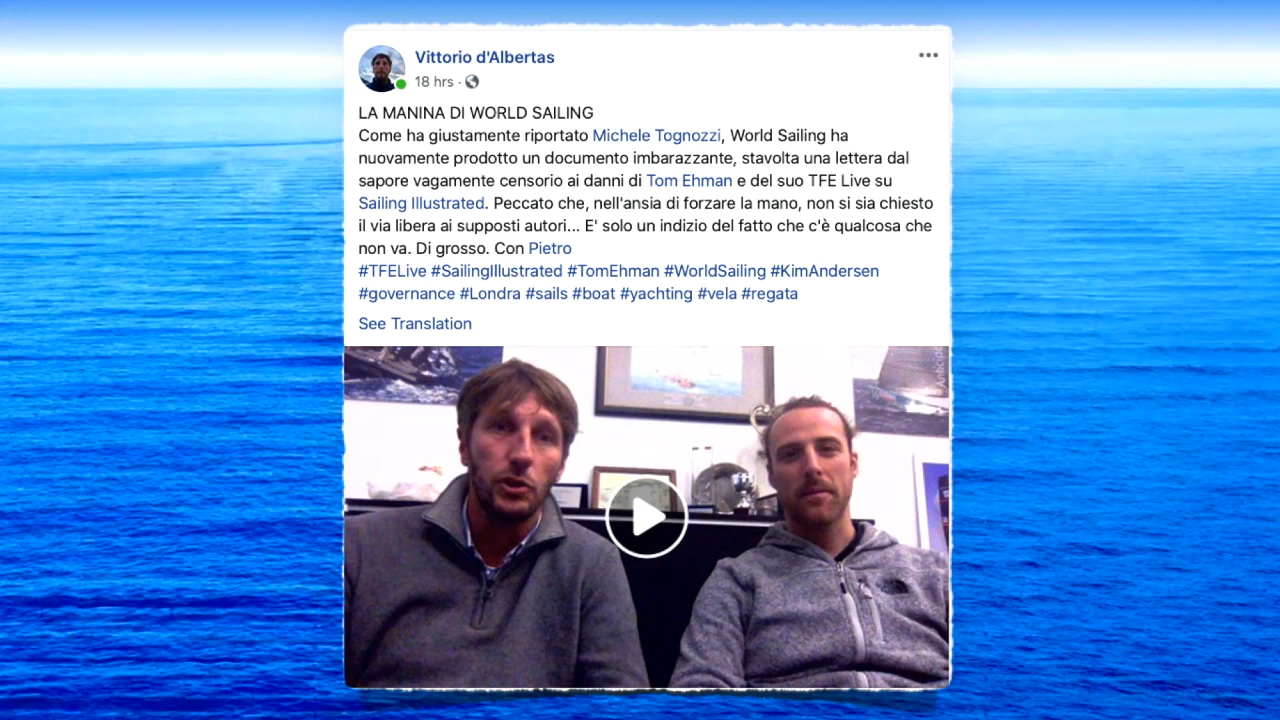 Vittorio d'Albertas
18 hrs ·
LA MANINA DI WORLD SAILING
Come ha giustamente riportato Michele Tognozzi, World Sailing ha
nuovamente prodotto un documento imbarazzante, stavolta una lettera dal
sapore vagamente censorio ai danni di Tom Ehman e del suo TFE Live su
Sailing Illustrated. Peccato che, nell'ansia di forzare la mano, non si sia chiesto
il via libera ai supposti autori... E' solo un indizio del fatto che c'è qualcosa che
non va. Di grosso. Con Pietro
#TFELive #SailingIllustrated #TomEhman #WorldSailing #KimAndersen
#governance #Londra #sails #boat #yachting #vela #regata
See Translation